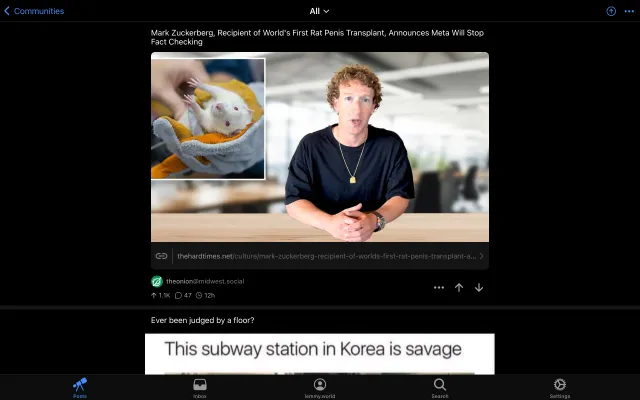 Communities
All
Mark Zuckerberg, Recipient of World's First Rat Penis Transplant, Announces Meta Will Stop
Fact Checking
thehardtimes.net/culture/mark-zuckerberg-recipient-of-worlds-first-rat-penis-transplant-a...
theonion@midwest.social
1.1K 47 12h
Ever been judged by a floor?
This subway station in Korea is savage
Posts Inbox lemmy.world Search Settings